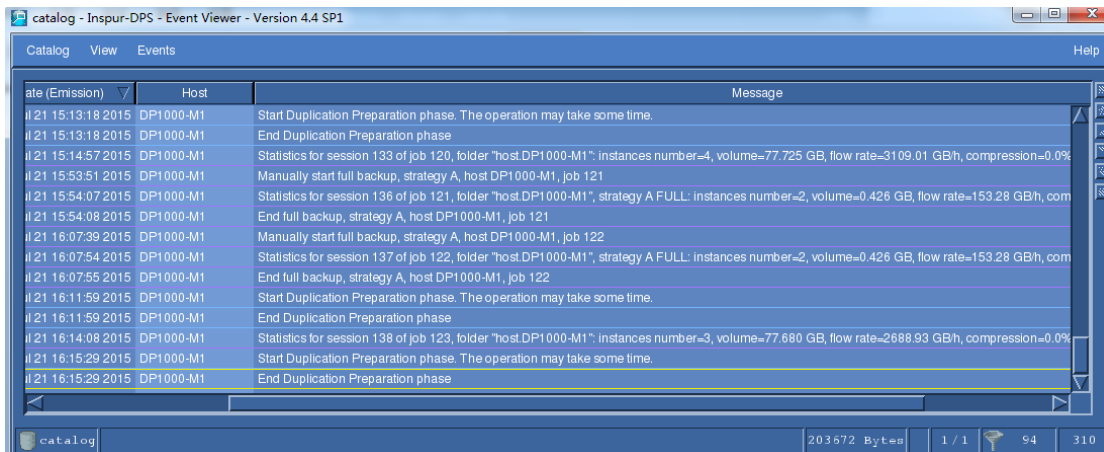 catalog - Inspur-DPS - Event Viewer - Version 4.4 SP1
Catalog View Events Help
ate (Emission) Host Message
ul 21 15:13:18 2015 DP1000-M1 Start Duplication Preparation phase. The operation may take some time.
ul 21 15:13:18 2015 DP1000-M1 End Duplication Preparation phase
ul 21 15:14:57 2015 DP1000-M1 Statistics for session 133 of job 120, folder "host.DP1000-M1": instances number=4, volume=77.725 GB, flow rate=3109.01 GB/h, compression=0.0%
ul 21 15:53:51 2015 DP1000-M1 Manually start full backup, strategy A, host DP1000-M1, job 121
ul 21 15:54:07 2015 DP1000-M1 Statistics for session 136 of job 121, folder "host.DP1000-M1", strategy A FULL: instances number=2, volume=0.426 GB, flow rate=153.28 GB/h, com
ul 21 15:54:08 2015 DP1000-M1 End full backup, strategy A, host DP1000-M1, job 121
ul 21 16:07:39 2015 DP1000-M1 Manually start full backup, strategy A, host DP1000-M1, job 122
ul 21 16:07:54 2015 DP1000-M1 Statistics for session 137 of job 122, folder "host.DP1000-M1", strategy A FULL: instances number=2, volume=0.426 GB, flow rate=153.28 GB/h, com
ul 21 16:07:55 2015 DP1000-M1 End full backup, strategy A, host DP1000-M1, job 122
ul 21 16:11:59 2015 DP1000-M1 Start Duplication Preparation phase. The operation may take some time.
ul 21 16:11:59 2015 DP1000-M1 End Duplication Preparation phase
ul 21 16:14:08 2015 DP1000-M1 Statistics for session 138 of job 123, folder "host.DP1000-M1": instances number=3, volume=77.680 GB, flow rate=2688.93 GB/h, compression=0.0%
ul 21 16:15:29 2015 DP1000-M1 Start Duplication Preparation phase. The operation may take some time.
ul 21 16:15:29 2015 DP1000-M1 End Duplication Preparation phase
catalog 203672 Bytes 1/1 94 310